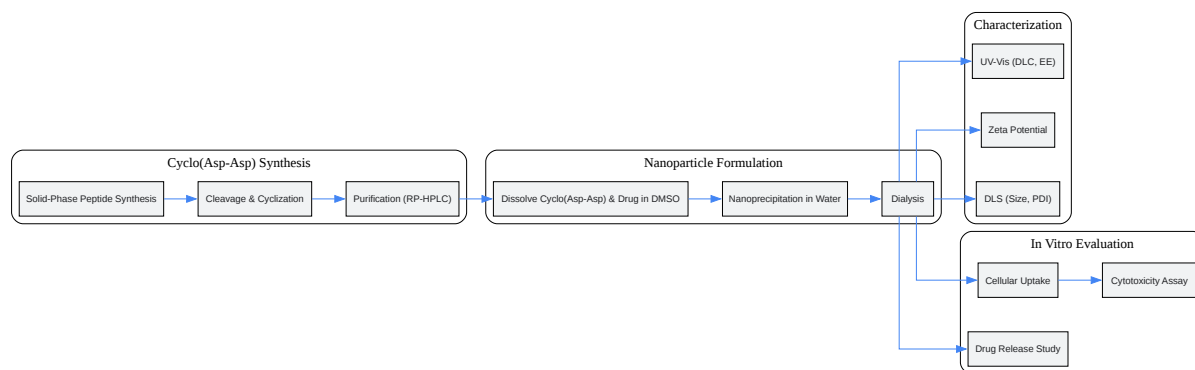 Characterization
UV-Vis (DLC, EE)
Zeta Potential
DLS (Size, PDI)
Cyclo(Asp-Asp) Synthesis
Solid-Phase Peptide Synthesis
Cleavage & Cyclization
Purification (RP-HPLC)
Nanoparticle Formulation
Dissolve Cyclo(Asp-Asp) & Drug in DMSO
Nanoprecipitation in Water
Dialysis
In Vitro Evaluation
Cellular Uptake
Cytotoxicity Assay
Drug Release Study